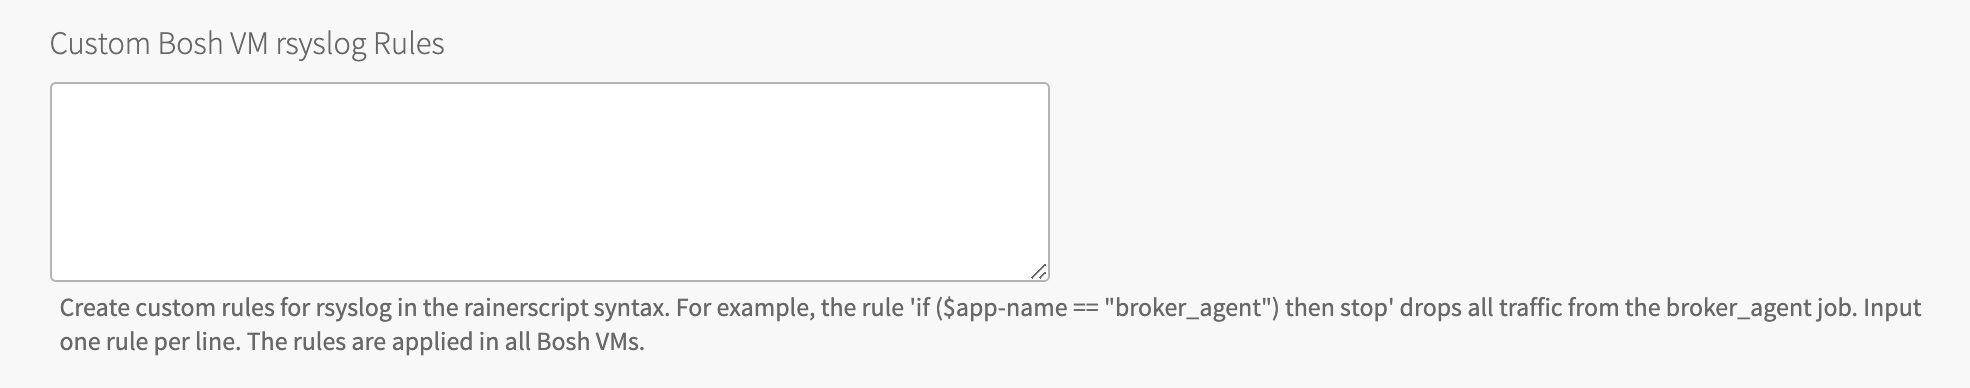 Custom Bosh VM rsyslog Rules
Create custom rules for rsyslog in the rainerscript syntax. For example, the rule 'if ($app-name == "broker_agent") then stop' drops all traffic from the broker_agent job. Input
one rule per line. The rules are applied in all Bosh VMs.